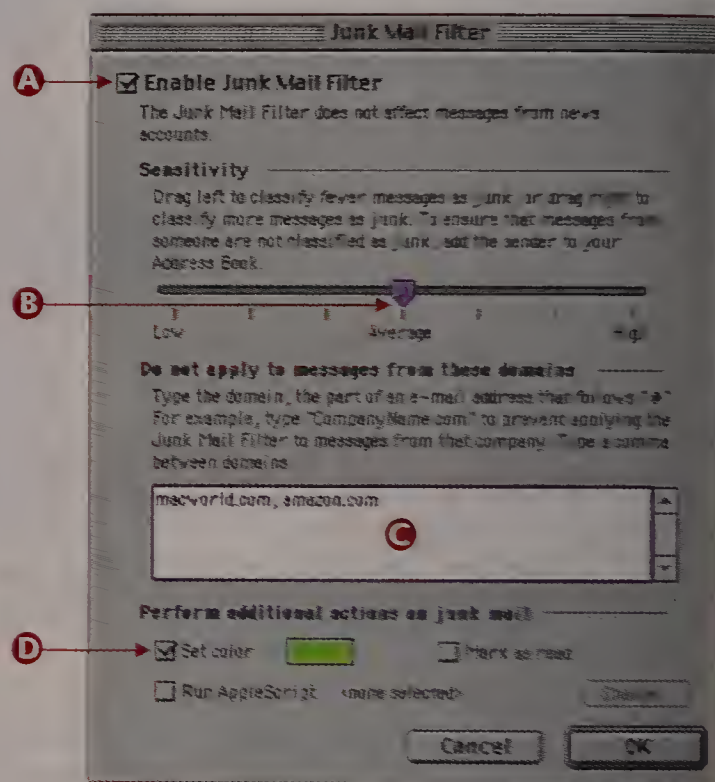 Junk Mail Filter
A
Enable Junk Mail Filter
The Junk Mail Filter does not affect messages from news
accounts.
Sensitivity
Drag left to classify fewer messages as junk or drag right to
classify more messages as junk. To ensure that messages from
someone are not classified as junk, add the sender to your
Address Book.
B
Low Average High
Do not apply to messages from these domains
Type the domain, the part of an e-mail address that follows "@"
For example, type "CompanyName.com" to prevent applying the
Junk Mail Filter to messages from that company. Type a comma
between domains.
macworld.com, amazon.com
C
Perform additional actions on junk mail
D
Set color Mark as read
Run AppleScript <none selected>
Cancel OK